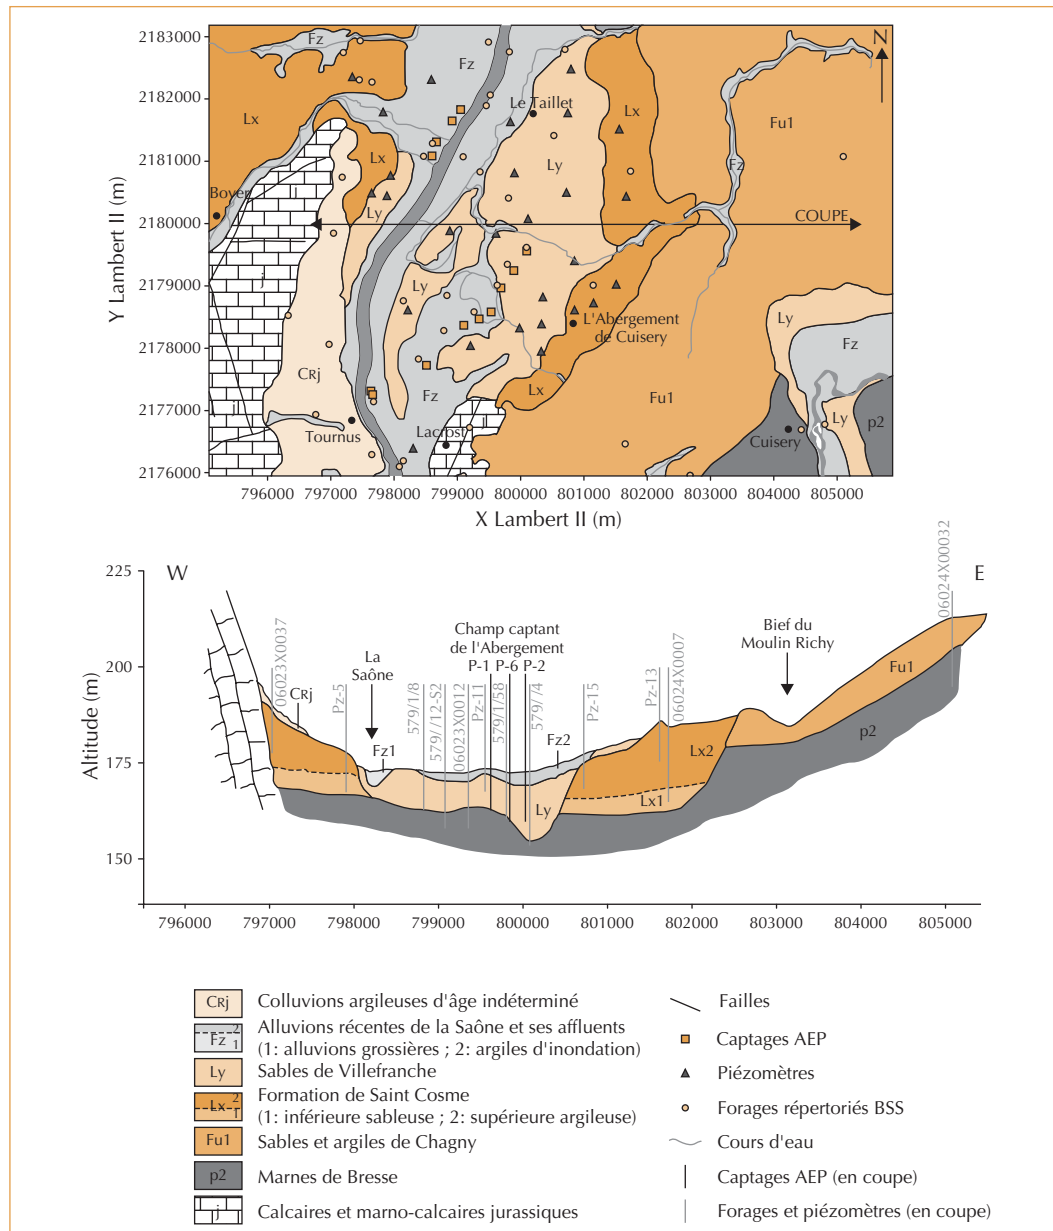 2183000
2182000
2181000
2180000
2179000
2178000
2177000
2176000
Y Lambert II (m)
Fz
Fz
N
Le Taillet
Lx
Lx
Fu1
Lx
Ly
Fz
Boyer
j
Ly
COUPE
j
Ly
Ly
L'Abergement
de Cuisery
Fz
CRj
Lx
Fu1
Fz
j
Ly
p2
Tournus
Lacrost
j
Cuisery
796000 797000 798000 799000 800000 801000 802000 803000 804000 805000
X Lambert II (m)
225
200
175
150
Altitude (m)
W
E
06024X00032
Champ captant
de l'Abergement
P-1 P-6 P-2
Bief du
Moulin Richy
La
Saône
06023X0037
CRj
Pz-5
Fz1
579/1/8
579//12-S2
06023X0012
Pz-11
579/1/58
579//4
Fz2
Pz-15
Pz-13
06024X0007
Fu1
p2
Lx2
Lx1
Ly
796000 797000 798000 799000 800000 801000 802000 803000 804000 805000
CRj Colluvions argileuses d'âge indéterminé
Fz 2 1 Alluvions récentes de la Saône et ses affluents
(1: alluvions grossières ; 2: argiles d'inondation)
Ly Sables de Villefranche
Lx 2 1 Formation de Saint Cosme
(1: inférieure sableuse ; 2: supérieure argileuse)
Fu1 Sables et argiles de Chagny
p2 Marnes de Bresse
j Calcaires et marno-calcaires jurassiques
Failles
Captages AEP
Piézomètres
Forages répertoriés BSS
Cours d'eau
Captages AEP (en coupe)
Forages et piézomètres (en coupe)